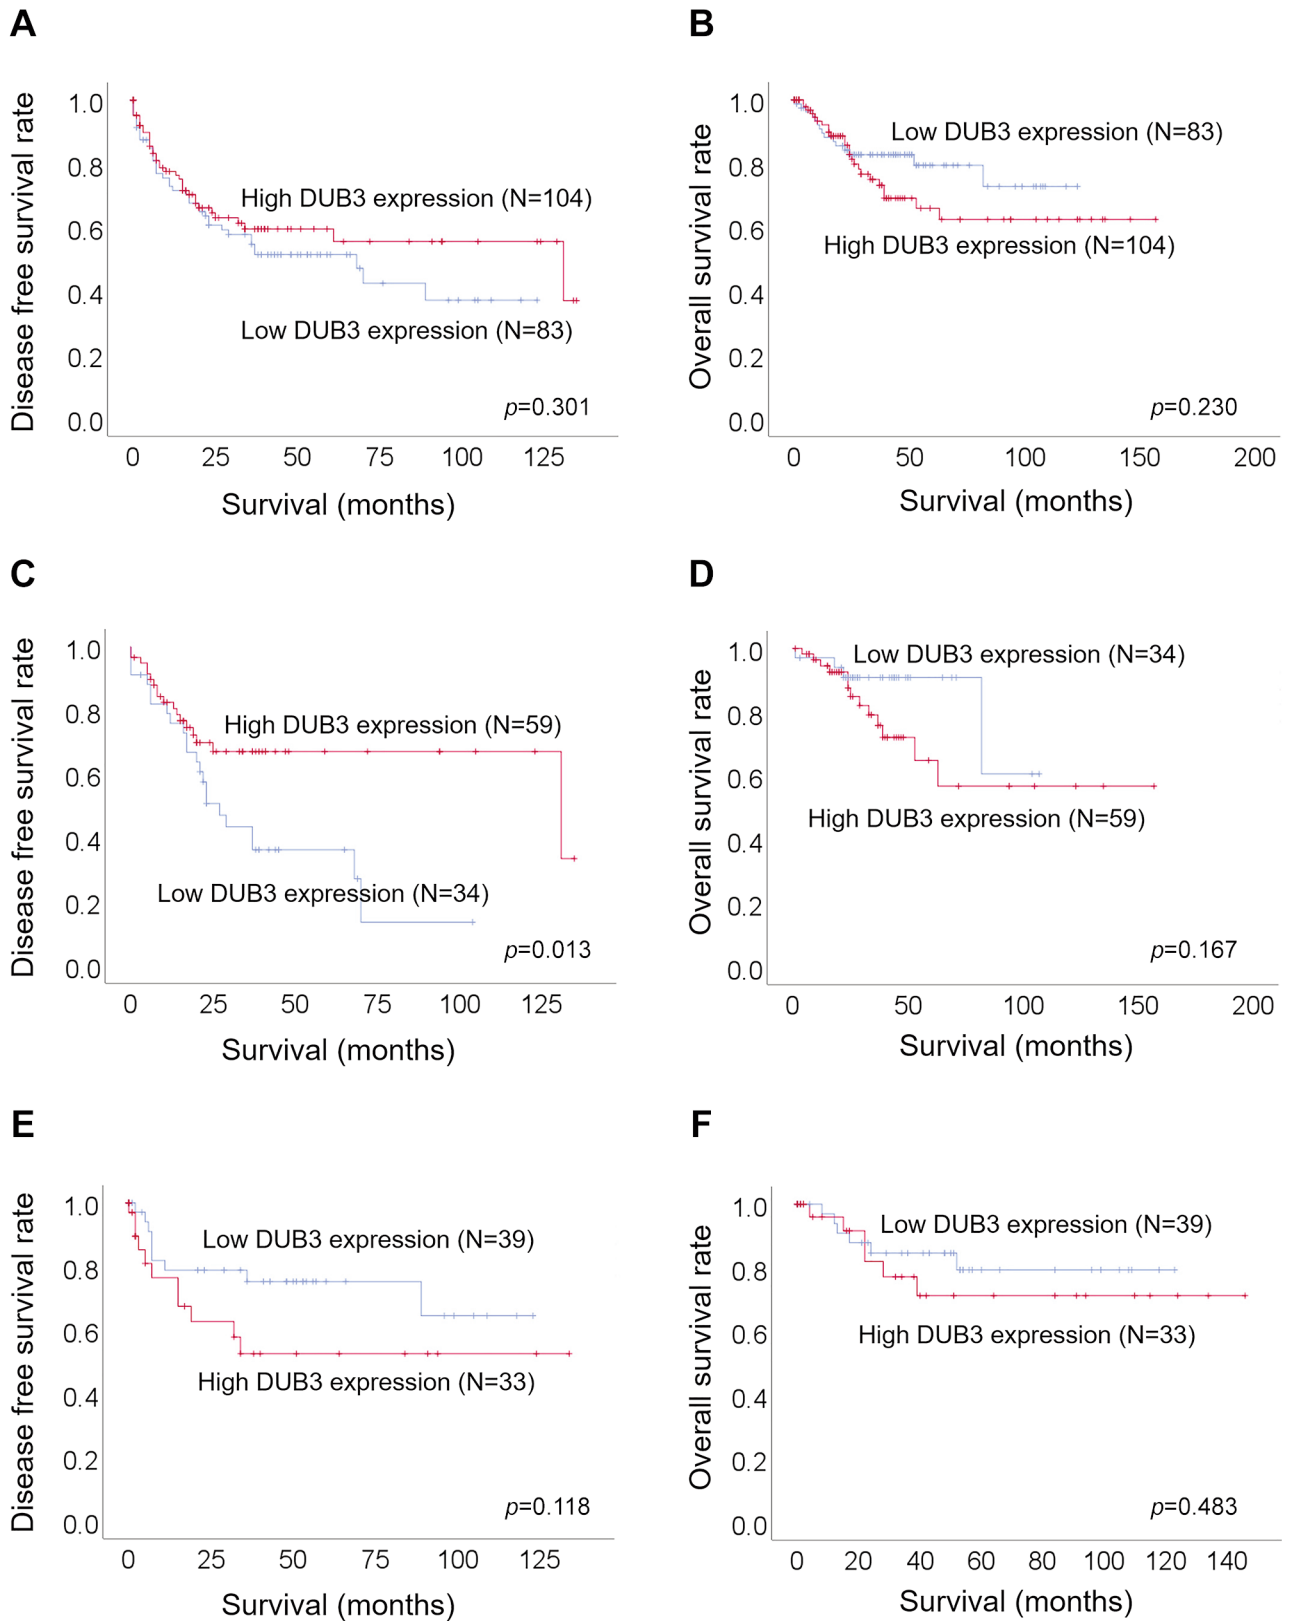 A
Disease free survival rate
1.0
0.8
0.6
0.4
0.2
0.0
High DUB3 expression (N=104)
Low DUB3 expression (N=83)
p=0.301
0 25 50 75 100 125
Survival (months)
B
Overall survival rate
1.0
0.8
0.6
0.4
0.2
0.0
Low DUB3 expression (N=83)
High DUB3 expression (N=104)
p=0.230
0 50 100 150 200
Survival (months)
C
Disease free survival rate
1.0
0.8
0.6
0.4
0.2
0.0
High DUB3 expression (N=59)
Low DUB3 expression (N=34)
p=0.013
0 25 50 75 100 125
Survival (months)
D
Overall survival rate
1.0
0.8
0.6
0.4
0.2
0.0
Low DUB3 expression (N=34)
High DUB3 expression (N=59)
p=0.167
0 50 100 150 200
Survival (months)
E
Disease free survival rate
1.0
0.8
0.6
0.4
0.2
0.0
Low DUB3 expression (N=39)
High DUB3 expression (N=33)
p=0.118
0 25 50 75 100 125
Survival (months)
F
Overall survival rate
1.0
0.8
0.6
0.4
0.2
0.0
Low DUB3 expression (N=39)
High DUB3 expression (N=33)
p=0.483
0 20 40 60 80 100 120 140
Survival (months)